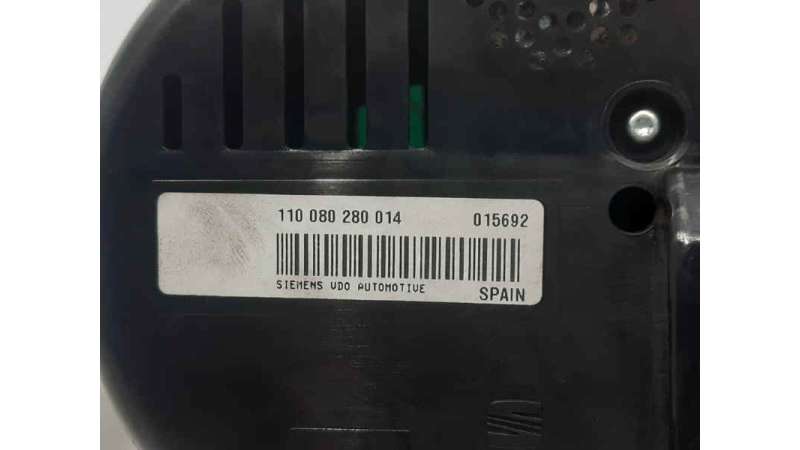 110 080 280 014 015692
SIEMENS VDO AUTOMOTIVE SPAIN